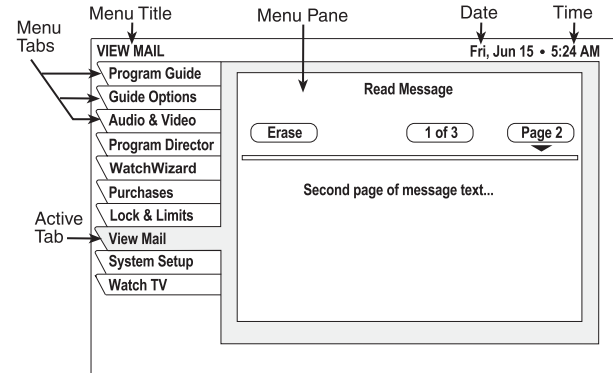 Menu Title
Menu Pane
Date
Time
Menu
Tabs
VIEW MAIL
Fri, Jun 15 • 5:24 AM
Program Guide
Guide Options
Audio & Video
Program Director
WatchWizard
Purchases
Lock & Limits
View Mail
System Setup
Watch TV
Active
Tab
Read Message
Erase
1 of 3
Page 2
Second page of message text...